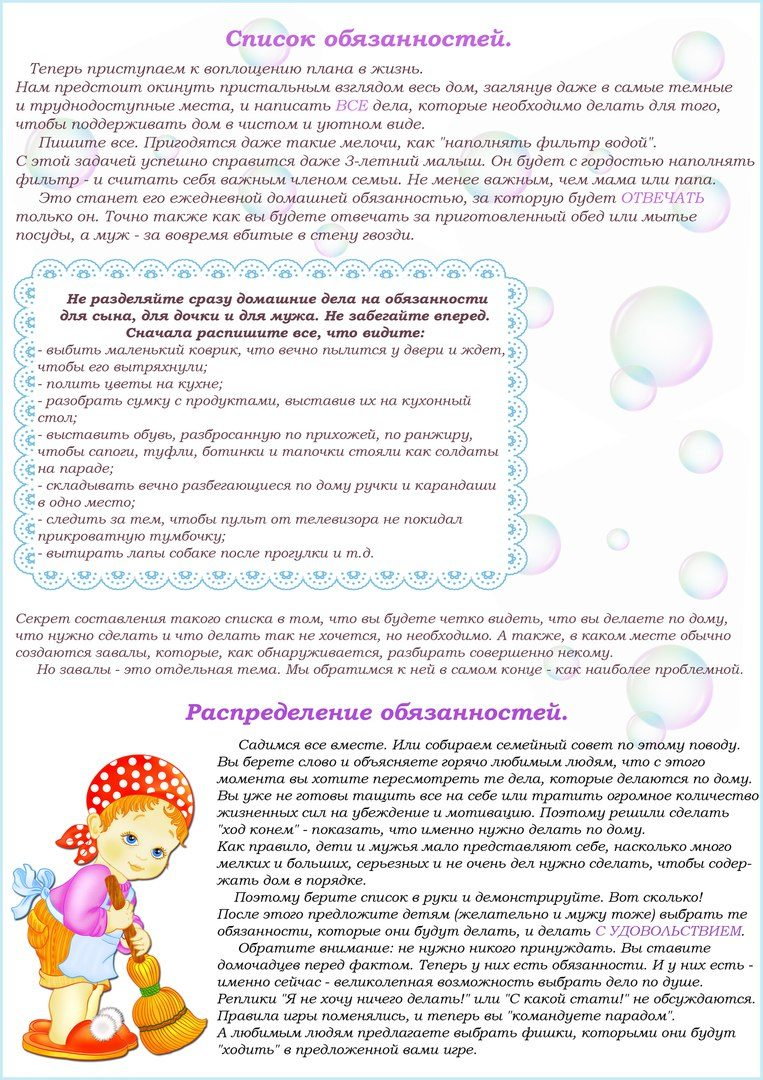 Список обязанностей.
Теперь приступаем к воплощению плана в жизнь.
Нам предстоит окинуть пристальным взглядом весь дом, заглянув даже в самые темные
и труднодоступные места, и написать ВСЕ дела, которые необходимо делать для того,
чтобы поддерживать дом в чистом и уютном виде.
Пишите все. Пригодятся даже такие мелочи, как "наполнять фильтр водой".
С этой задачей успешно справится даже 3-летний малыш. Он будет с гордостью наполнять
фильтр - и считать себя важным членом семьи. Не менее важным, чем мама или папа.
Это станет его ежедневной домашней обязанностью, за которую будет ОТВЕЧАТЬ
только он. Точно также как вы будете отвечать за приготовленный обед или мытье
посуды, а муж - за вовремя вбитые в стену гвозди.
Не разделяйте сразу домашние дела на обязанности
для сына, для дочки и для мужа. Не забегайте вперед.
Сначала распишите все, что видите:
- выбить маленький коврик, что вечно пылится у двери и ждет,
чтобы его вытряхнули;
- полить цветы на кухне;
- разобрать сумку с продуктами, выставив их на кухонный
стол;
- выставить обувь, разбросанную по прихожей, по ранжиру,
чтобы сапоги, туфли, ботинки и тапочки стояли как солдаты
на параде;
- складывать вечно разбегающиеся по дому ручки и карандаши
в одно место;
- следить за тем, чтобы пульт от телевизора не покидал
прикроватную тумбочку;
- вытирать лапы собаке после прогулки и т.д.
Секрет составления такого списка в том, что вы будете четко видеть, что вы делаете по дому,
что нужно сделать и что делать так не хочется, но необходимо. А также, в каком месте обычно
создаются завалы, которые, как обнаруживается, разбирать совершенно некому.
Но завалы - это отдельная тема. Мы обратимся к ней в самом конце - как наиболее проблемной.
Распределение обязанностей.
Садимся все вместе. Или собираем семейный совет по этому поводу.
Вы берете слово и объясняете горячо любимым людям, что с этого
момента вы хотите пересмотреть те дела, которые делаются по дому.
Вы уже не готовы тащить все на себе или тратить огромное количество
жизненных сил на убеждение и мотивацию. Поэтому решили сделать
"ход конем" - показать, что именно нужно делать по дому.
Как правило, дети и мужья мало представляют себе, насколько много
мелких и больших, серьезных и не очень дел нужно сделать, чтобы содер-
жать дом в порядке.
Поэтому берите список в руки и демонстрируйте. Вот сколько!
После этого предложите детям (желательно и мужу тоже) выбрать те
обязанности, которые они будут делать, и делать С УДОВОЛЬСТВИЕМ.
Обратите внимание: не нужно никого принуждать. Вы ставите
домочадцев перед фактом. Теперь у них есть обязанности. И у них есть -
именно сейчас - великолепная возможность выбрать дело по душе.
Реплики "Я не хочу ничего делать!" или "С какой стати!" не обсуждаются.
Правила игры поменялись, и теперь вы "командуете парадом".
А любимым людям предлагаете выбрать фишки, которыми они будут
"ходить" в предложенной вами игре.